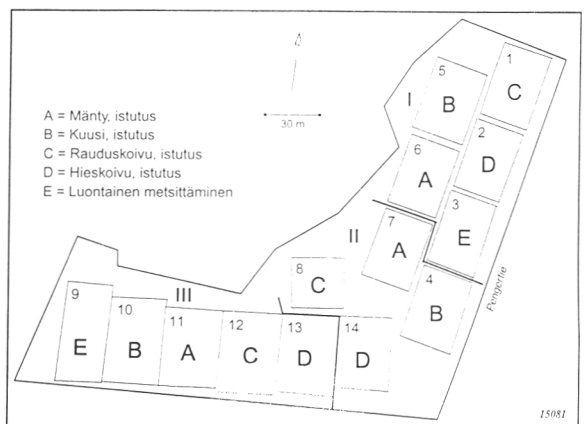 A = Mänty, istutus
B = Kuusi, istutus
C = Rauduskoivu, istutus
D = Hieskoivu, istutus
E = Luontainen metsittäminen
30 m
I
II
III
1
C
2
D
3
E
4
B
5
B
6
A
7
A
8
C
9
E
10
B
11
A
12
C
13
D
14
D
Pengertie
15081